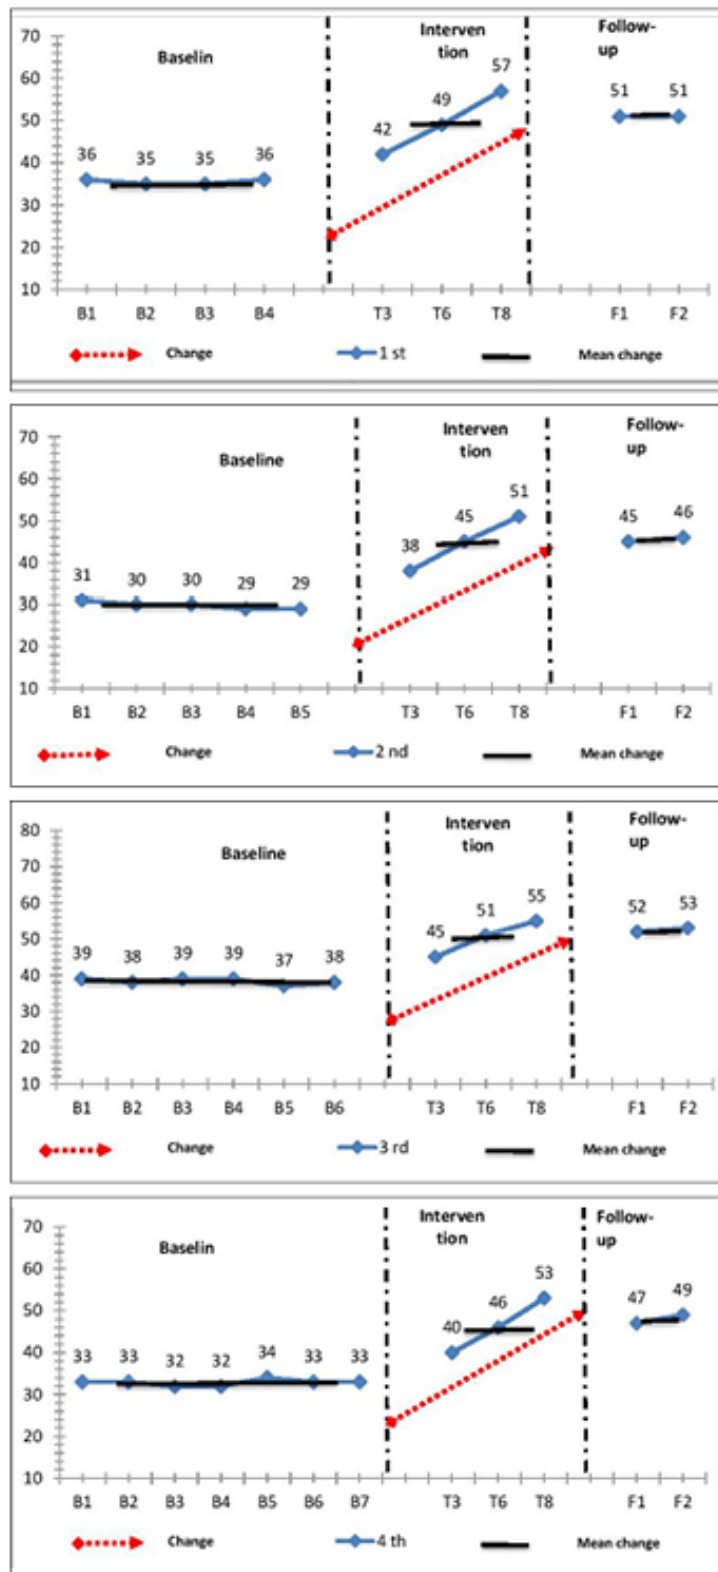 70
60
50
40
30
20
10
Baselin
Interven
tion
Follow-
up
36 35 35 36 42 49 57 51 51
B1 B2 B3 B4 T3 T6 T8 F1 F2
Change 1 st Mean change
70
60
50
40
30
20
10
Baseline
Interven
tion
Follow-
up
31 30 30 29 29 38 45 51 45 46
B1 B2 B3 B4 B5 T3 T6 T8 F1 F2
Change 2 nd Mean change
80
70
60
50
40
30
20
10
Baseline
Interven
tion
Follow-
up
39 38 39 39 37 38 45 51 55 52 53
B1 B2 B3 B4 B5 B6 T3 T6 T8 F1 F2
Change 3 rd Mean change
70
60
50
40
30
20
10
Baselin
Interven
tion
Follow-
up
33 33 32 32 34 33 33 40 46 53 47 49
B1 B2 B3 B4 B5 B6 B7 T3 T6 T8 F1 F2
Change 4 th Mean change